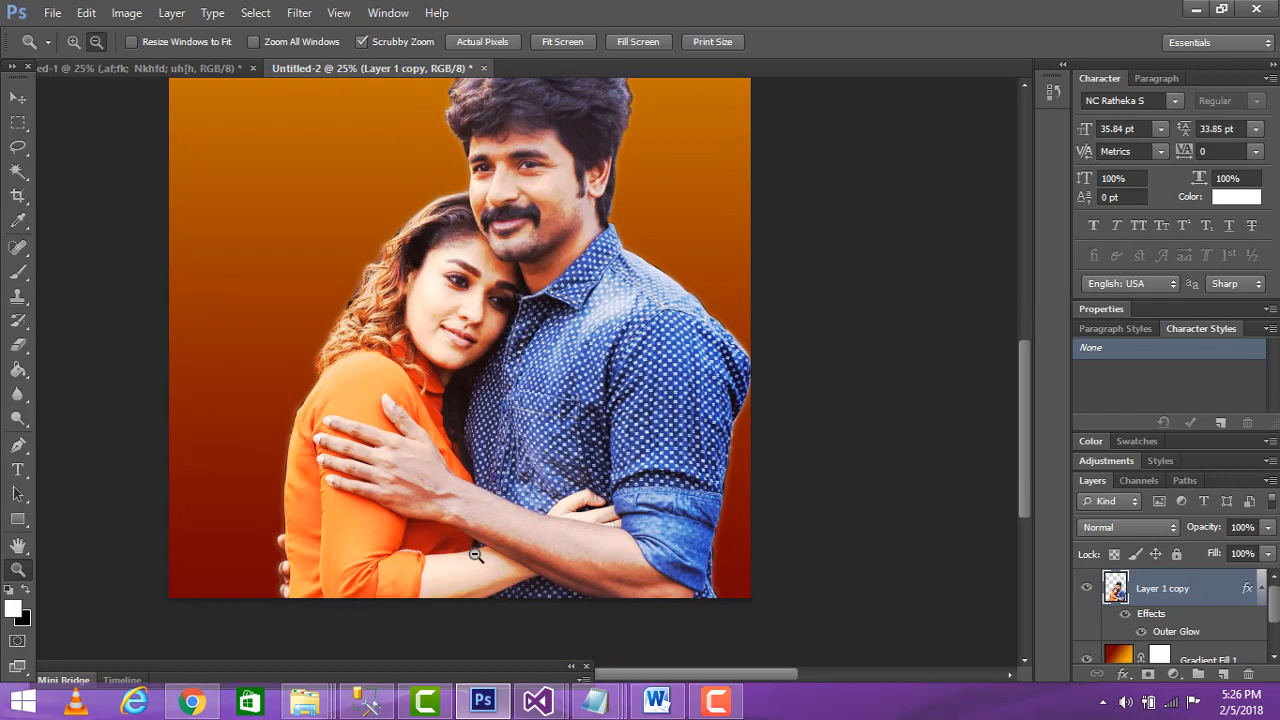 Ps File Edit Image Layer Type Select Filter View Window Help
Resize Windows to Fit Zoom All Windows Scrubby Zoom Actual Pixels Fit Screen Fill Screen Print Size Essentials
ed-1 @ 25% (,af;fk; Nkhfd; uh[h, RGB/8) * × Untitled-2 @ 25% (Layer 1 copy, RGB/8) * ×
Character Paragraph
NC Ratheka S Regular
35.84 pt 33.85 pt
Metrics 0
100% 100%
0 pt Color:
English: USA Sharp
Properties
Paragraph Styles Character Styles
None
Color Swatches
Adjustments Styles
Layers Channels Paths
Kind
Normal Opacity: 100%
Lock: Fill: 100%
Layer 1 copy fx
Effects
Outer Glow
Gradient Fill 1
Mini Bridge Timeline
5:26 PM
2/5/2018